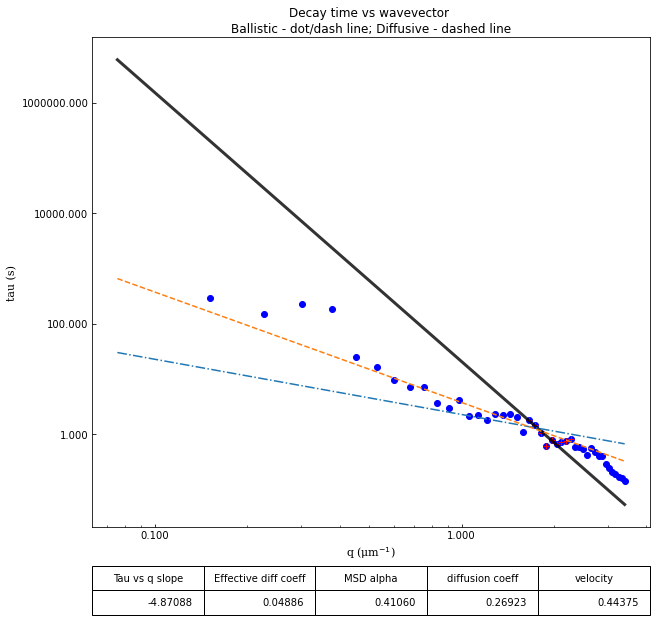 Decay time vs wavevector
Ballistic - dot/dash line; Diffusive - dashed line
tau (s)
1000000.000
10000.000
100.000
1.000
0.100 1.000
q (μm⁻¹)
Tau vs q slope Effective diff coeff MSD alpha diffusion coeff velocity
-4.87088 0.04886 0.41060 0.26923 0.44375